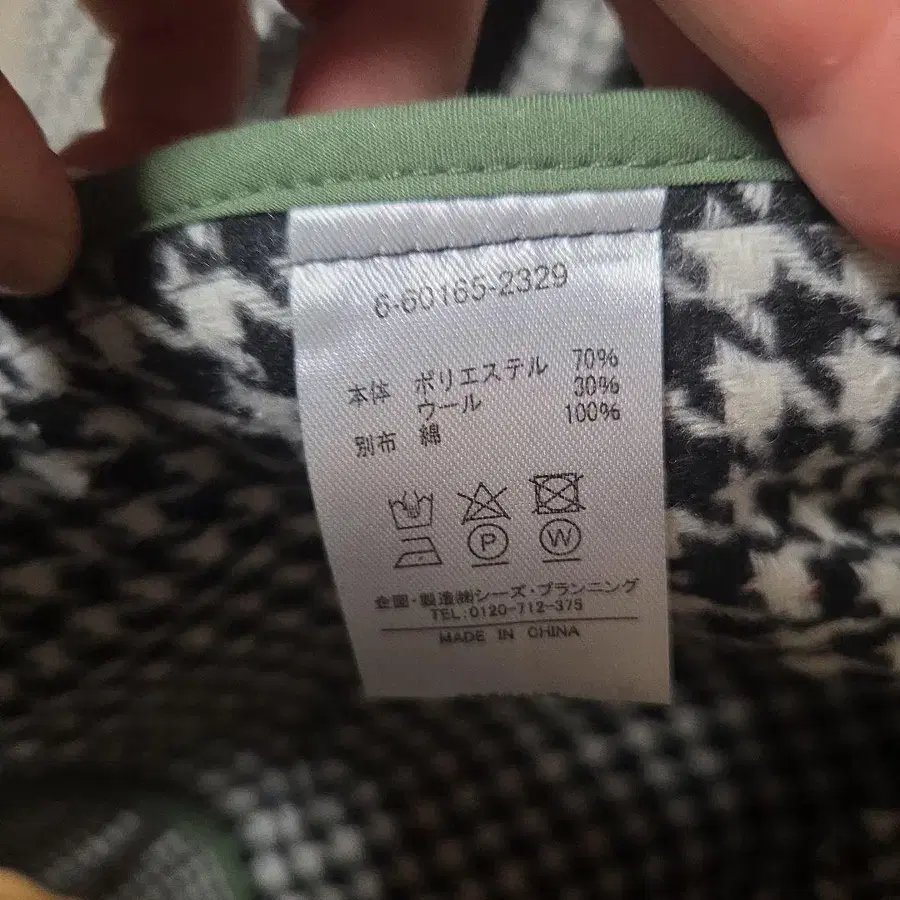 6-60165-2329
本体 ポリエステル 70%
ウール 30%
別布 綿 100%
P W
企画・製造㈱シーズ・プランニング
TEL:0120-712-375
MADE IN CHINA